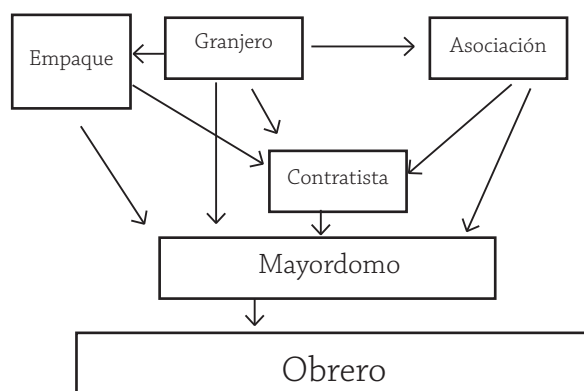 Empaque
Granjero
Asociación
Contratista
Mayordomo
Obrero